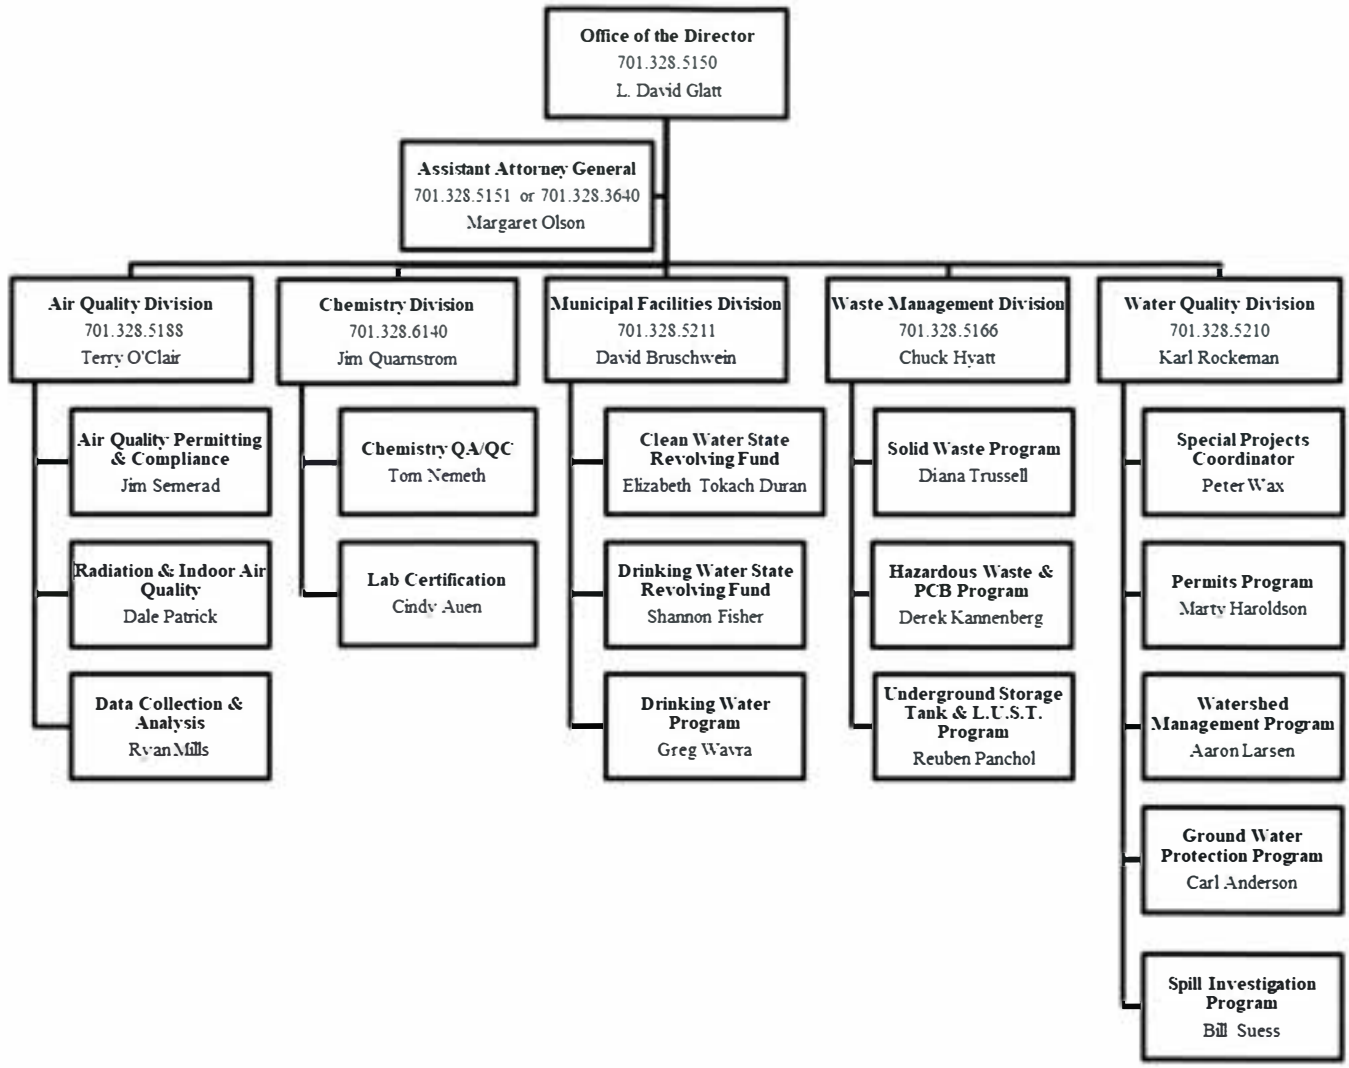 Office of the Director
701.328.5150
L. David Glatt
Assistant Attorney General
701.328.5151 or 701.328.3640
Margaret Olson
Air Quality Division
701.328.5188
Terry O'Clair
Air Quality Permitting
& Compliance
Jim Semerad
Radiation & Indoor Air
Quality
Dale Patrick
Data Collection &
Analysis
Ryan Mills
Chemistry Division
701.328.6140
Jim Quarnstrom
Chemistry QA/QC
Tom Nemeth
Lab Certification
Cindy Auen
Municipal Facilities Division
701.328.5211
David Bruschwein
Clean Water State
Revolving Fund
Elizabeth Tokach Duran
Drinking Water State
Revolving Fund
Shannon Fisher
Drinking Water
Program
Greg Wavra
Waste Management Division
701.328.5166
Chuck Hyatt
Solid Waste Program
Diana Trussell
Hazardous Waste &
PCB Program
Derek Kannenberg
Underground Storage
Tank & L.U.S.T.
Program
Reuben Panchol
Water Quality Division
701.328.5210
Karl Rockeman
Special Projects
Coordinator
Peter Wax
Permits Program
Marty Haroldson
Watershed
Management Program
Aaron Larsen
Ground Water
Protection Program
Carl Anderson
Spill Investigation
Program
Bill Suess